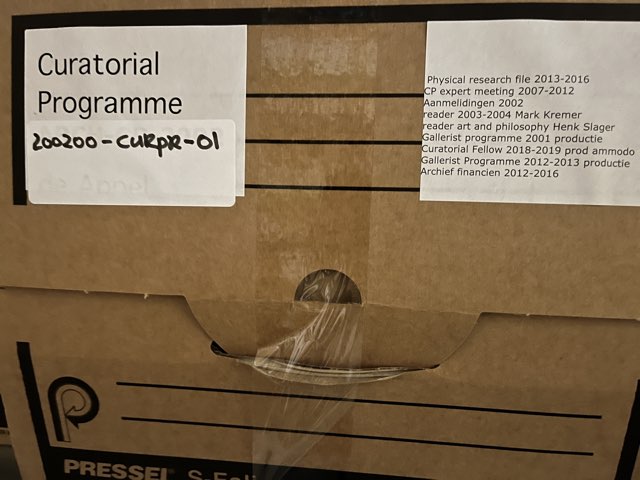 Curatorial
Programme
200200-CURPR-01
de Appel
Physical research file 2013-2016
CP expert meeting 2007-2012
Aanmeldingen 2002
reader 2003-2004 Mark Kremer
reader art and philosophy Henk Slager
Gallerist programme 2001 productie
Curatorial Fellow 2018-2019 prod ammodo
Gallerist Programme 2012-2013 productie
Archief financien 2012-2016
PRESSEL